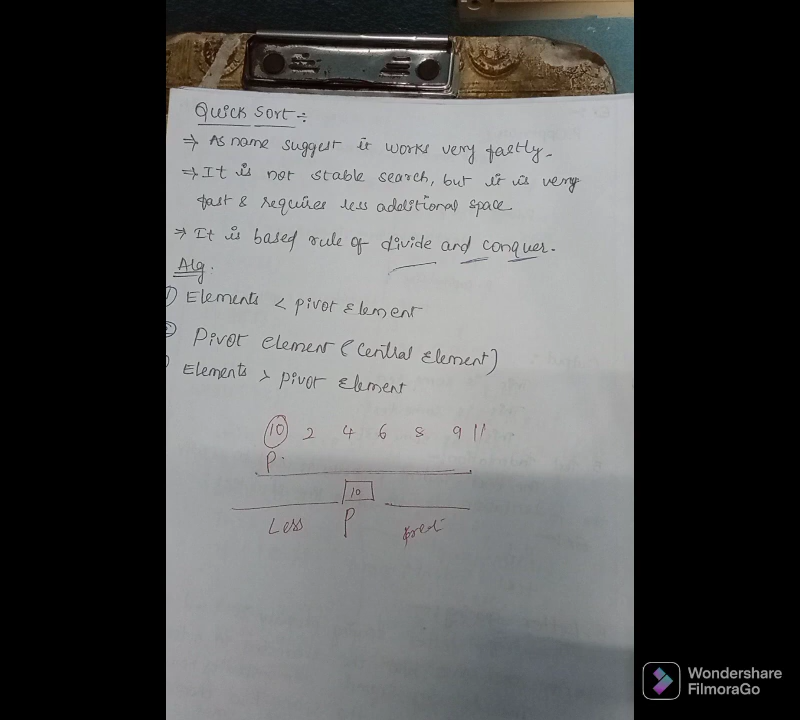 Quick Sort :-
⇒ As name suggest it works very fastly.
⇒ It is not stable search, but it is very
fast & requires less additional space
⇒ It is based rule of divide and conquer.
Alg.
1) Elements < pivot Element
② Pivot element (Central Element)
) Elements > pivot Element
10 2 4 6 8 9 11
P.
10
Less P
Wondershare
FilmoraGo